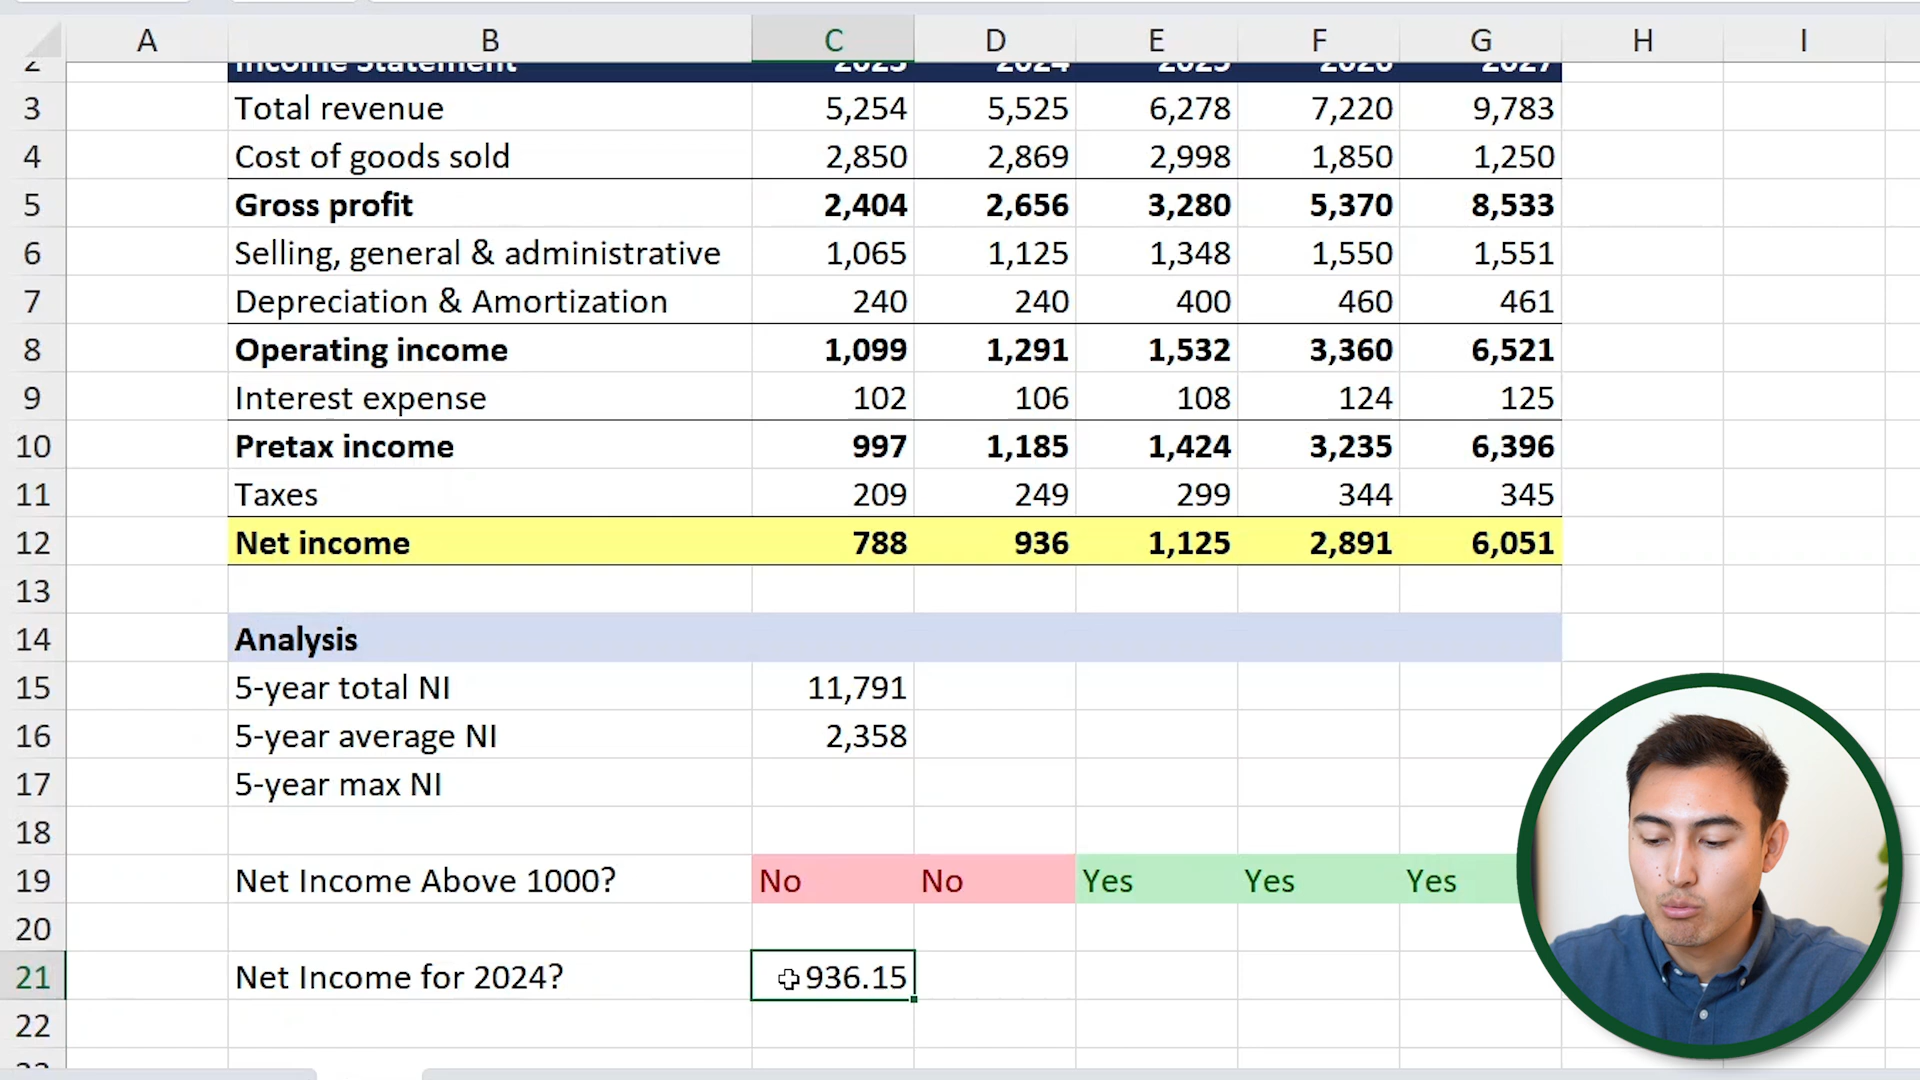 A B C D E F G H I
2 Income Statement 2023 2024 2025 2026 2027
3 Total revenue 5,254 5,525 6,278 7,220 9,783
4 Cost of goods sold 2,850 2,869 2,998 1,850 1,250
5 Gross profit 2,404 2,656 3,280 5,370 8,533
6 Selling, general & administrative 1,065 1,125 1,348 1,550 1,551
7 Depreciation & Amortization 240 240 400 460 461
8 Operating income 1,099 1,291 1,532 3,360 6,521
9 Interest expense 102 106 108 124 125
10 Pretax income 997 1,185 1,424 3,235 6,396
11 Taxes 209 249 299 344 345
12 Net income 788 936 1,125 2,891 6,051
13
14 Analysis
15 5-year total NI 11,791
16 5-year average NI 2,358
17 5-year max NI
18
19 Net Income Above 1000? No No Yes Yes Yes
20
21 Net Income for 2024? 936.15
22